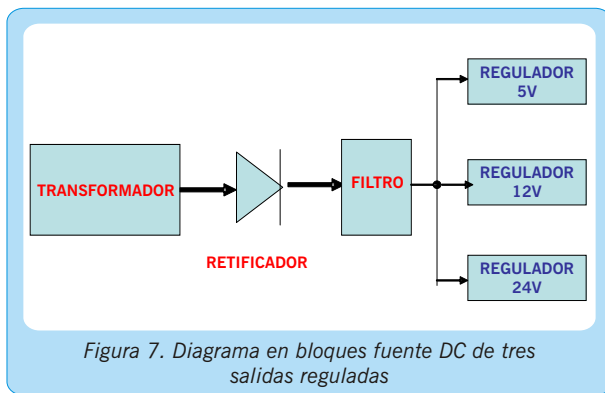 REGULADOR
5V
TRANSFORMADOR
FILTRO
REGULADOR
12V
RETIFICADOR
REGULADOR
24V
Figura 7. Diagrama en bloques fuente DC de tres
salidas reguladas